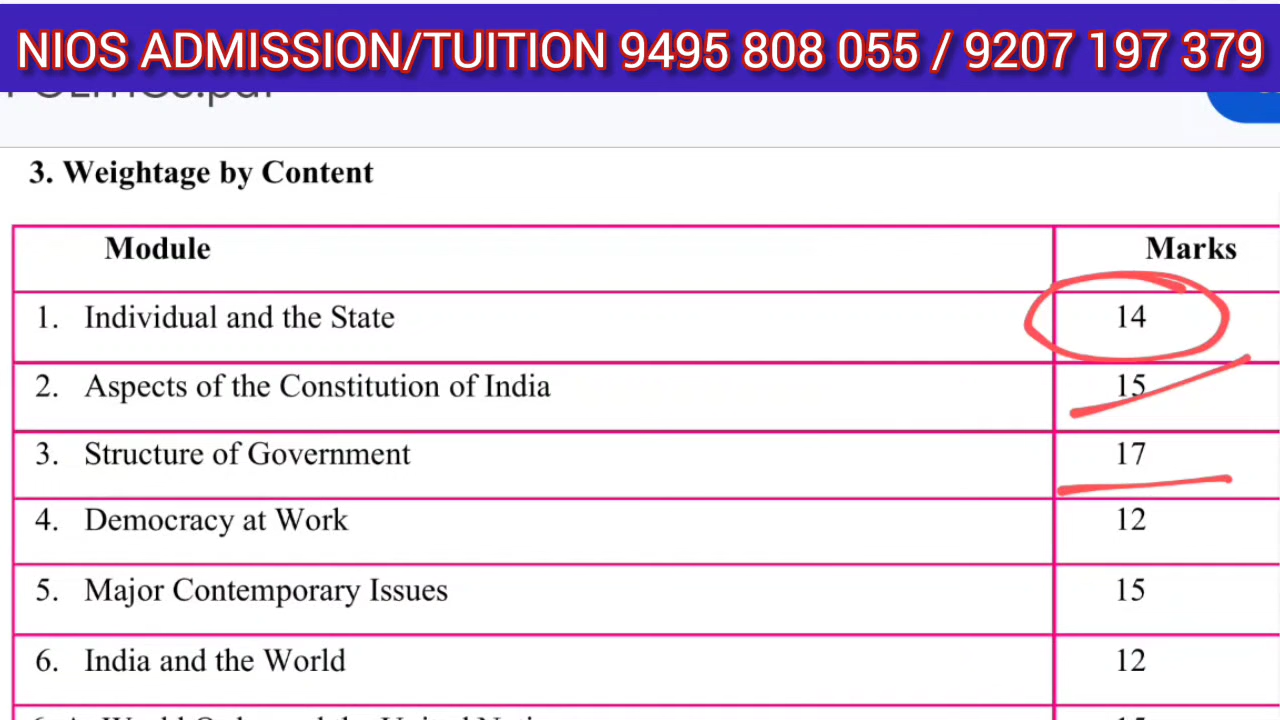 NIOS ADMISSION/TUITION 9495 808 055 / 9207 197 379
3. Weightage by Content
Module Marks
1. Individual and the State 14
2. Aspects of the Constitution of India 15
3. Structure of Government 17
4. Democracy at Work 12
5. Major Contemporary Issues 15
6. India and the World 12